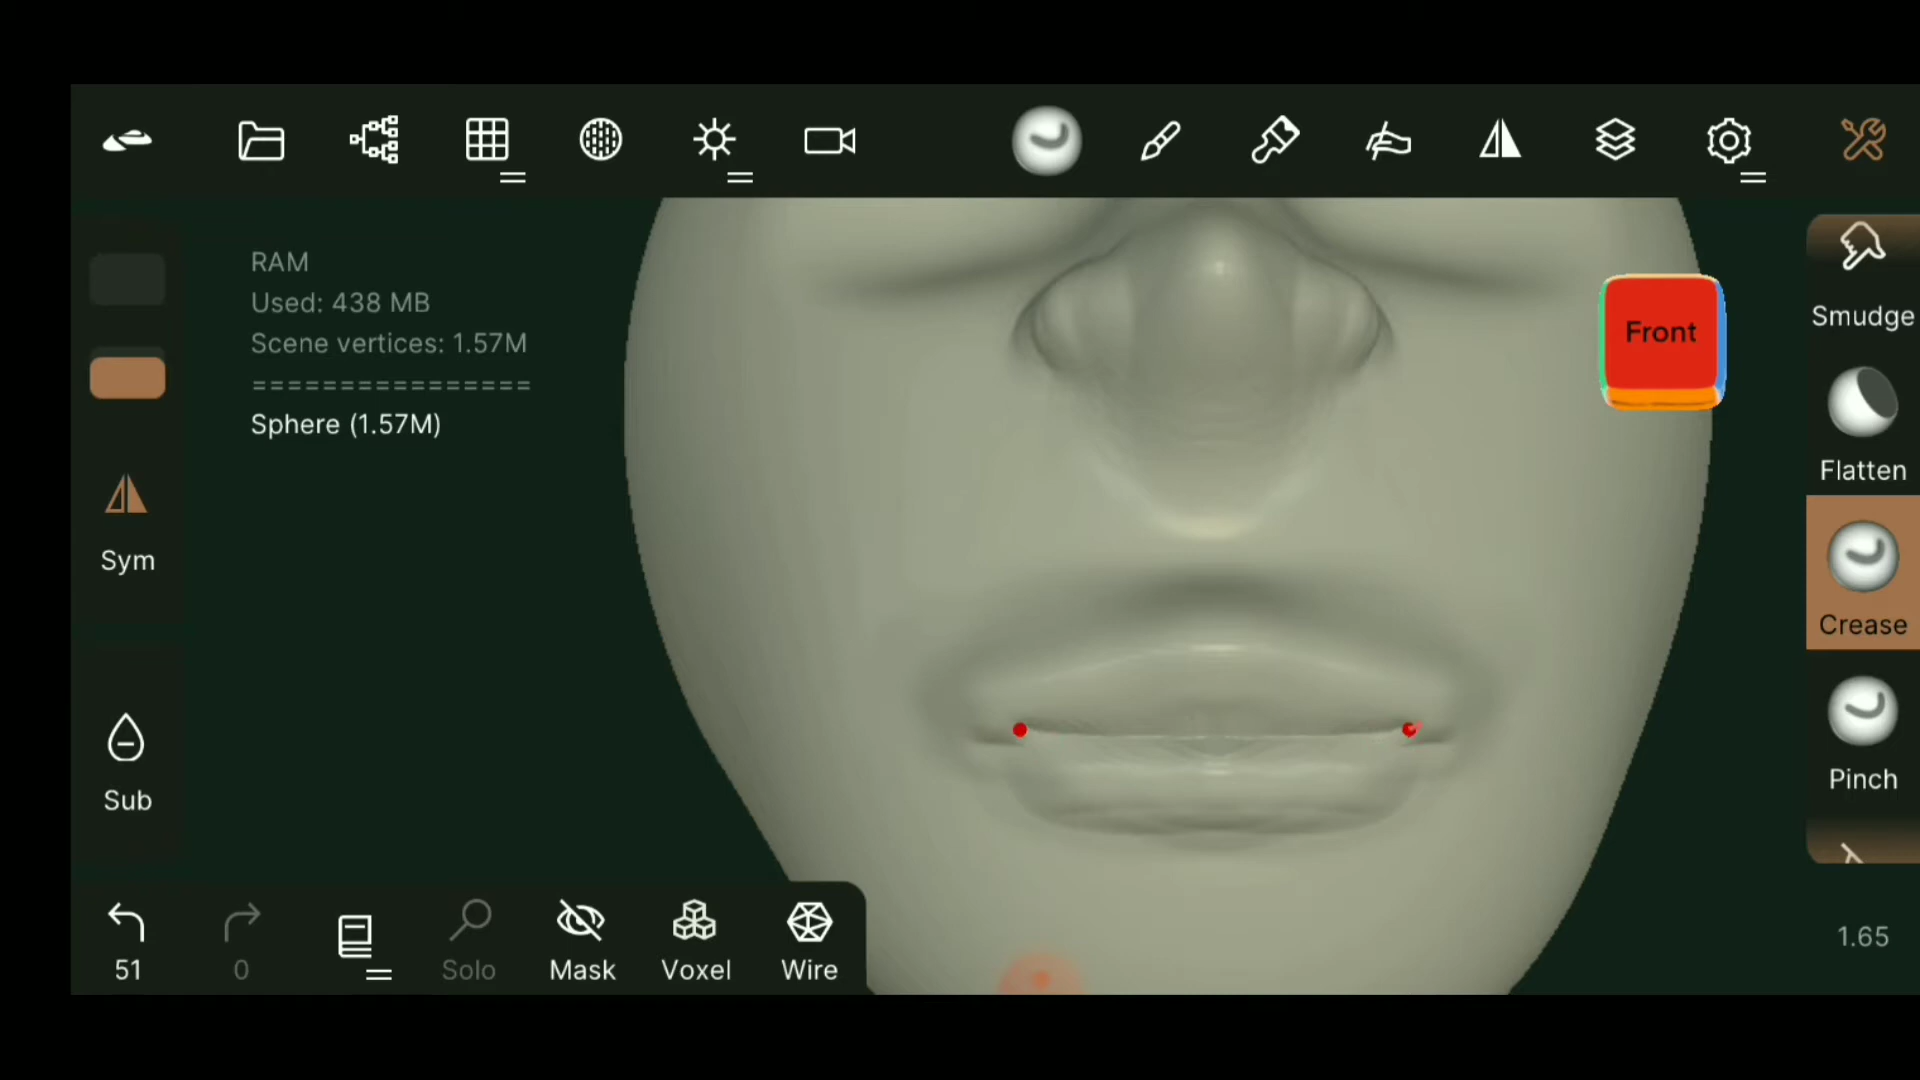 RAM
Used: 438 MB
Scene vertices: 1.57M
================
Sphere (1.57M)
Front
Smudge
Flatten
Crease
Pinch
1.65
Sym
Sub
51
0
Solo
Mask
Voxel
Wire